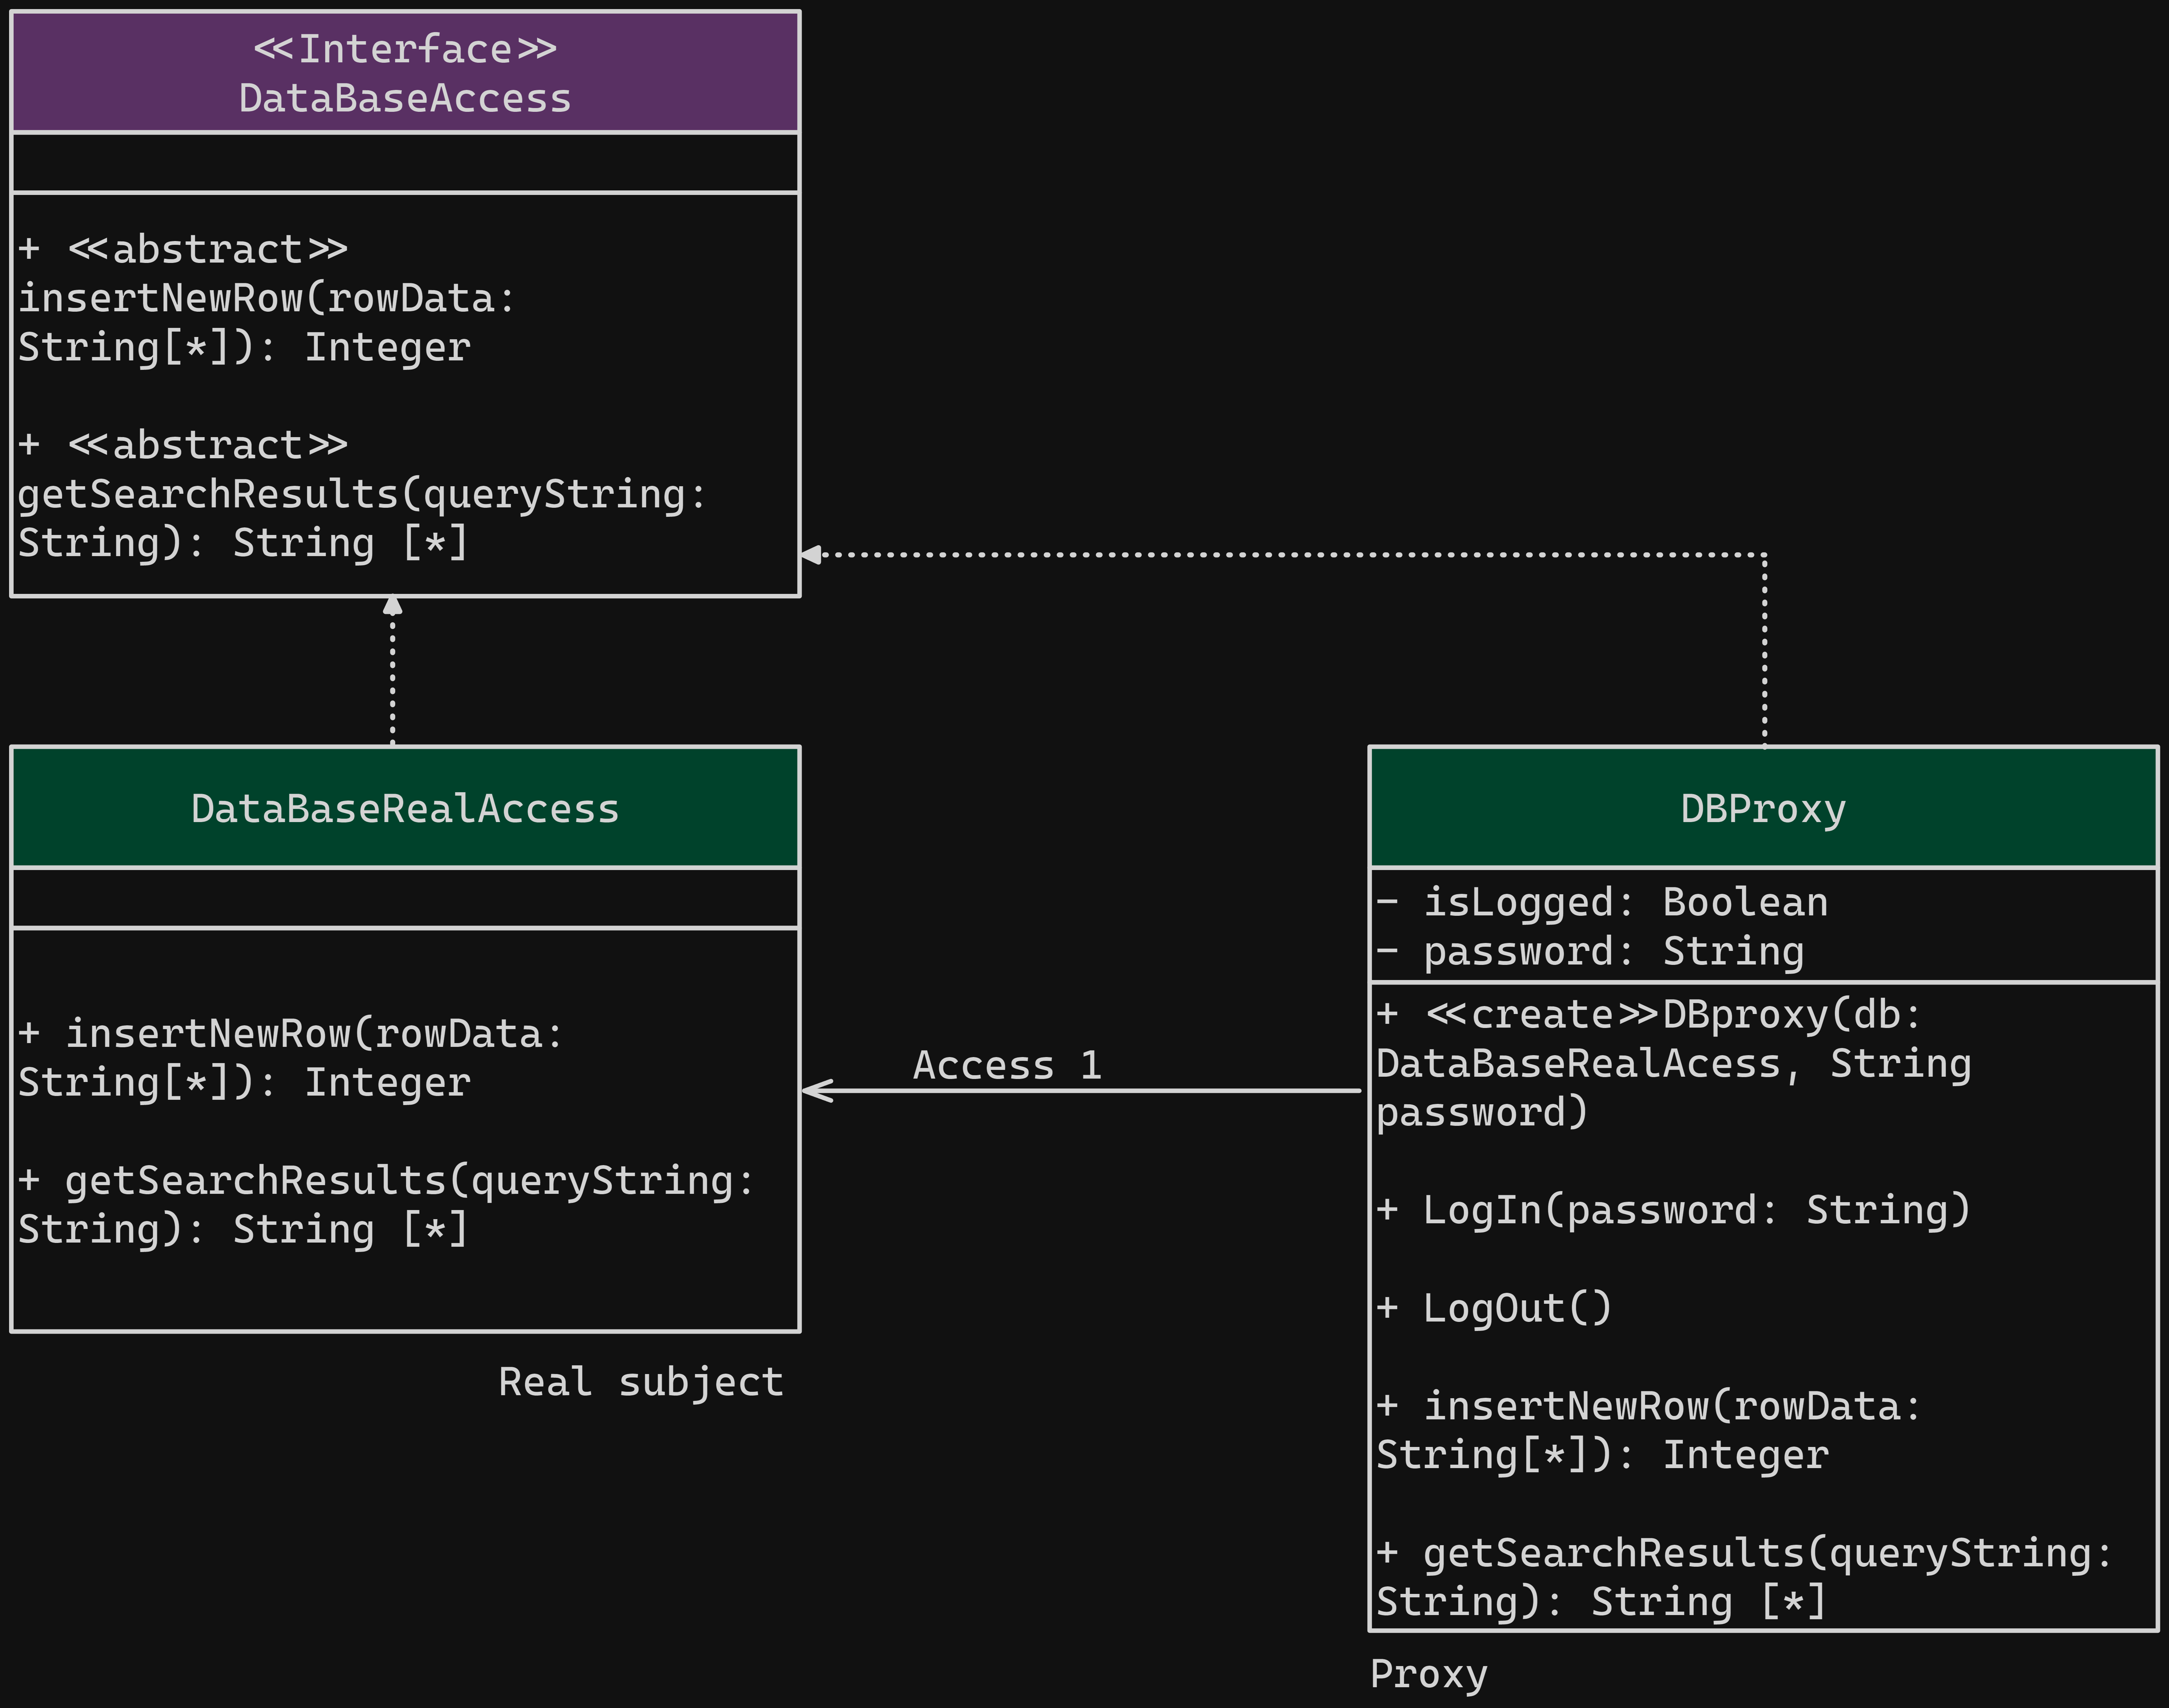 <<Interface>>
DataBaseAccess
+ <<abstract>>
insertNewRow(rowData:
String[*]): Integer
+ <<abstract>>
getSearchResults(queryString:
String): String [*]
DataBaseRealAccess
+ insertNewRow(rowData:
String[*]): Integer
+ getSearchResults(queryString:
String): String [*]
Real subject
Access 1
DBProxy
- isLogged: Boolean
- password: String
+ <<create>>DBproxy(db:
DataBaseRealAcess, String
password)
+ LogIn(password: String)
+ LogOut()
+ insertNewRow(rowData:
String[*]): Integer
+ getSearchResults(queryString:
String): String [*]
Proxy